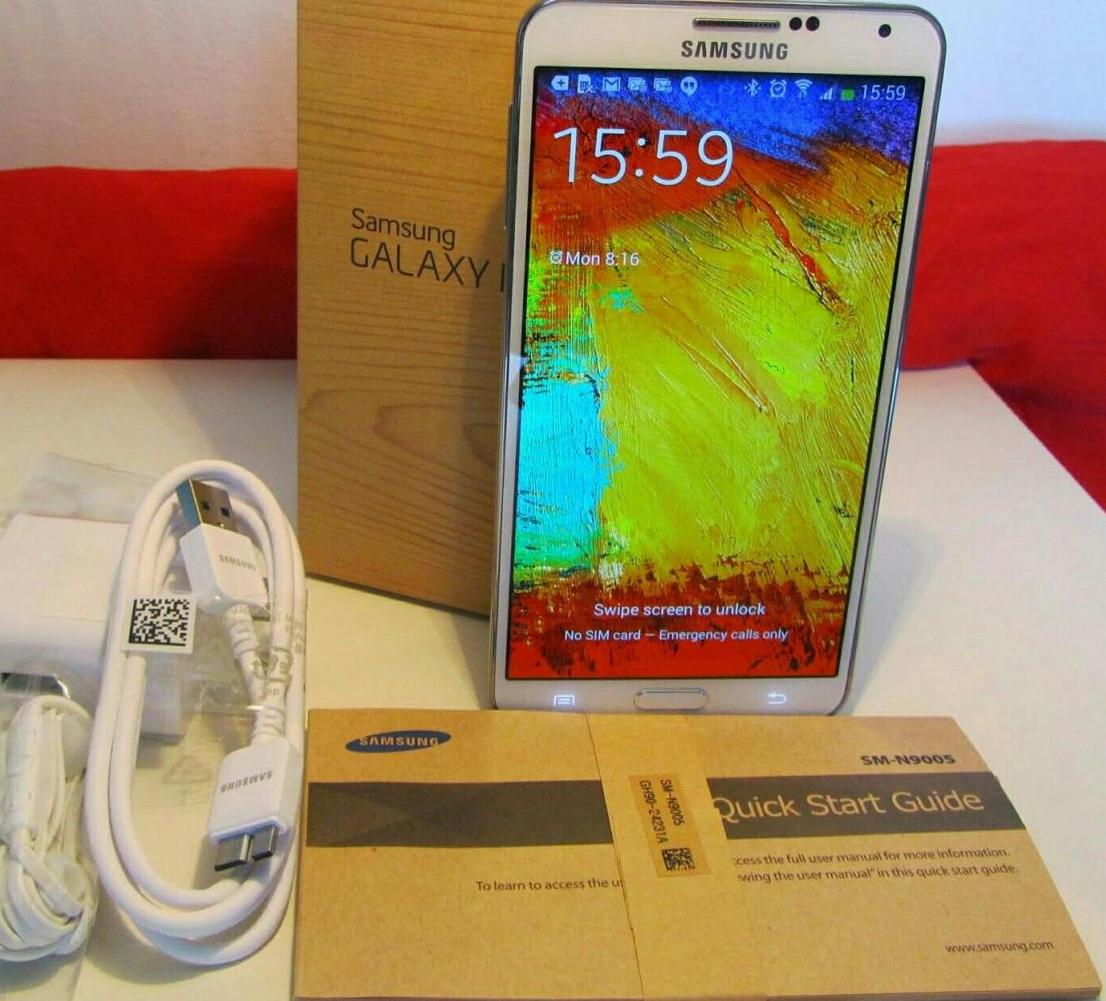 SAMSUNG
15:59
15:59
Mon 8:16
Swipe screen to unlock
No SIM card — Emergency calls only
Samsung
GALAXY
SAMSUNG
SAMSUNG
SAMSUNG
SM-N9005
Quick Start Guide
SM-N9005
GH90-24231A
To learn to access the us
ccess the full user manual for more information.
wing the user manual" in this quick start guide.
www.samsung.com